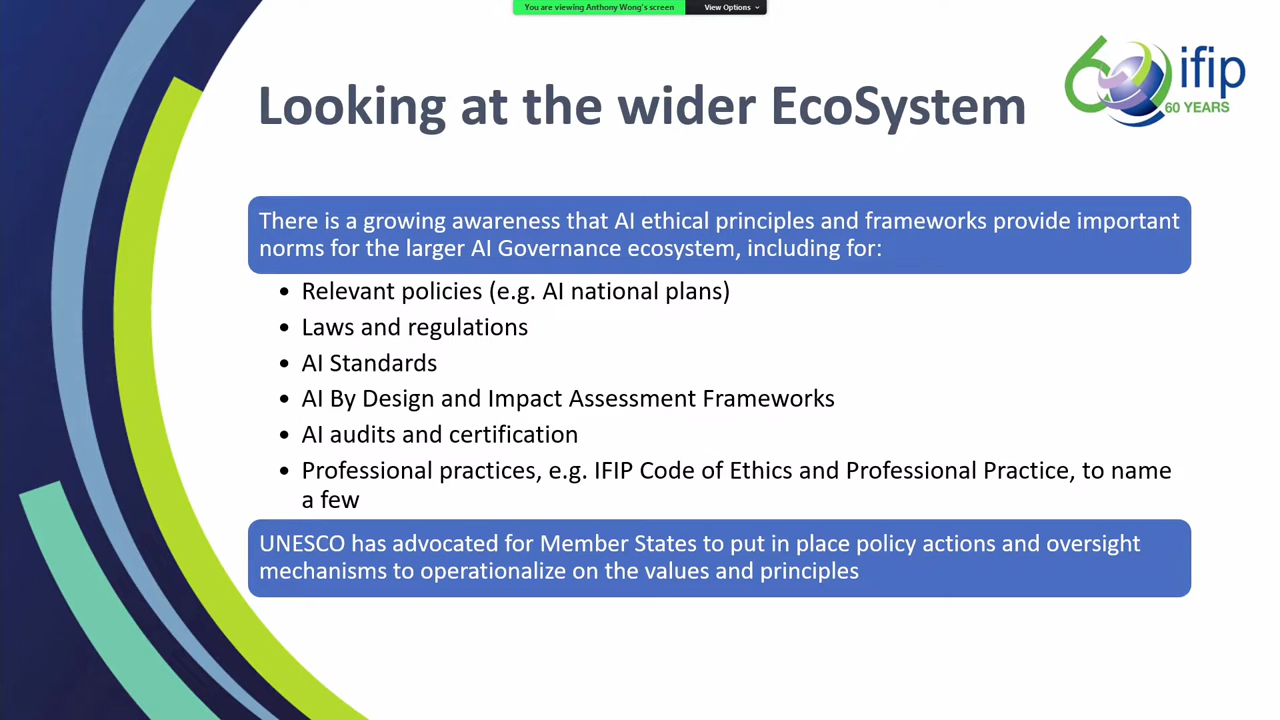 You are viewing Anthony Wong's screen
View Options
60 ifip
60 YEARS
Looking at the wider EcoSystem
There is a growing awareness that AI ethical principles and frameworks provide important
norms for the larger AI Governance ecosystem, including for:
• Relevant policies (e.g. AI national plans)
• Laws and regulations
• AI Standards
• AI By Design and Impact Assessment Frameworks
• AI audits and certification
• Professional practices, e.g. IFIP Code of Ethics and Professional Practice, to name
a few
UNESCO has advocated for Member States to put in place policy actions and oversight
mechanisms to operationalize on the values and principles